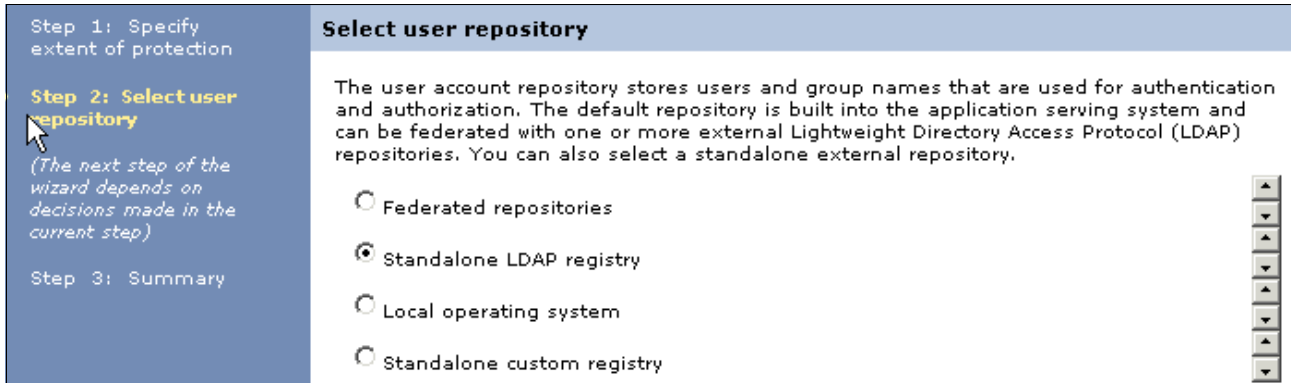 Step 1: Specify
extent of protection
Step 2: Select user
repository
(The next step of the
wizard depends on
decisions made in the
current step)
Step 3: Summary
Select user repository
The user account repository stores users and group names that are used for authentication
and authorization. The default repository is built into the application serving system and
can be federated with one or more external Lightweight Directory Access Protocol (LDAP)
repositories. You can also select a standalone external repository.
Federated repositories
Standalone LDAP registry
Local operating system
Standalone custom registry